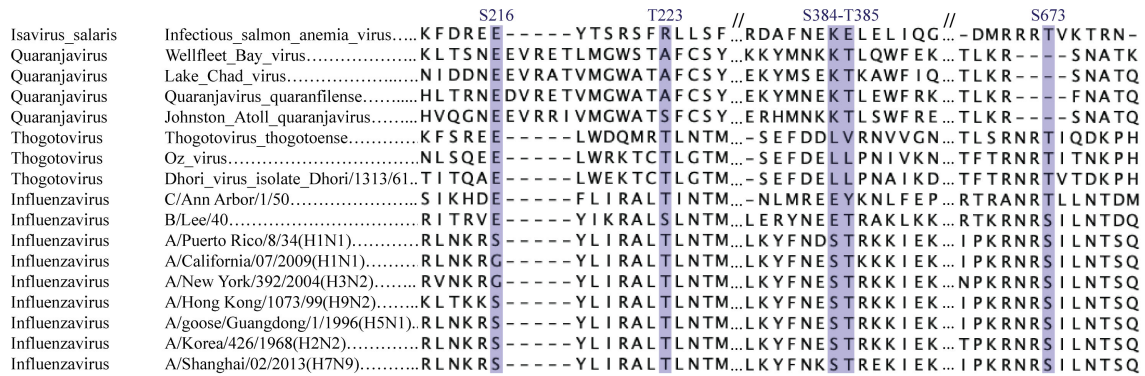 S216 T223 // S384-T385 // S673
Isavirus_salaris Infectious_salmon_anemia_virus..... KFDREE-----YTSRSFRLLSF...RDAFNEKELELIQG...-DMRRRTVKTRN-
Quaranjavirus Wellfleet_Bay_virus..................... KLTSNEEVRETLMGWSTAFCSY...KKYMNEKTLQWFEK...TLKR---SNATK
Quaranjavirus Lake_Chad_virus........................... NIDDNEEVRATVMGWSTAFCSY...EKYMSEKTKAWFIQ...TLKR---SNATQ
Quaranjavirus Quaranjavirus_quaranfilense.......... HLTRNEDVRETVMGWATAFCSY...EKYMNEKTLEWFRK...TLKR---FNATQ
Quaranjavirus Johnston_Atoll_quaranjavirus......... HVQGNEEVRRIVMGWATSFCSY...ERHMNKKTLSWFRE...TLKR---SNATQ
Thogotovirus Thogotovirus_thogotoense............. KFSREE-----LWDQMRTLNTM...-SEFDDLVRNVVGN...TLSRNRTIQDKPH
Thogotovirus Oz_virus...................................... NLSQEE-----LWRKTCTLGTM...-SEFDELLPNIVKN...TFTRNRTITNKPH
Thogotovirus Dhori_virus_isolate_Dhori/1313/61.. TITQAE-----LWEKTCTLGTM...-SEFDELLPNAIKD...TFTRNRTVTDKPH
Influenzavirus C/Ann Arbor/1/50......................... SIKHDE-----FLIRALTINTM...-NLMREEYKNLFEP...RTRANRTLLNTDM
Influenzavirus B/Lee/40....................................... RITRVE-----YIKRALSLNTM...LERYNEETRAKLKK...RTKRNRSILNTDQ
Influenzavirus A/Puerto Rico/8/34(H1N1)............. RLNKRS-----YLIRALTLNTM...LKYFNDSTRKKIEK...IPKRNRSILNTSQ
Influenzavirus A/California/07/2009(H1N1).......... RLNKRG-----YLIRALTLNTM...LKYFNESTRKKIEK...IPKRNRSILNTSQ
Influenzavirus A/New York/392/2004(H3N2)........ RVNKRG-----YLIRALTLNTM...LKYFNESTRKKIEK...NPKRNRSILNTSQ
Influenzavirus A/Hong Kong/1073/99(H9N2)....... KLTKKS-----YLIRALTLNTM...LKYFNESTRKKIEK...IPKRNRSILNTSQ
Influenzavirus A/goose/Guangdong/1/1996(H5N1).. RLNKRS-----YLIRALTLNTM...LKYFNESTRKKIEK...IPKRNRSILNTSQ
Influenzavirus A/Korea/426/1968(H2N2)............. RLNKRS-----YLIRALTLNTM...LKYFNESTRKKIEK...TPKRNRSILNTSQ
Influenzavirus A/Shanghai/02/2013(H7N9)........... RLNKRS-----YLIRALTLNTM...LKYFNESTREKIEK...IPKRNRSILNTSQ